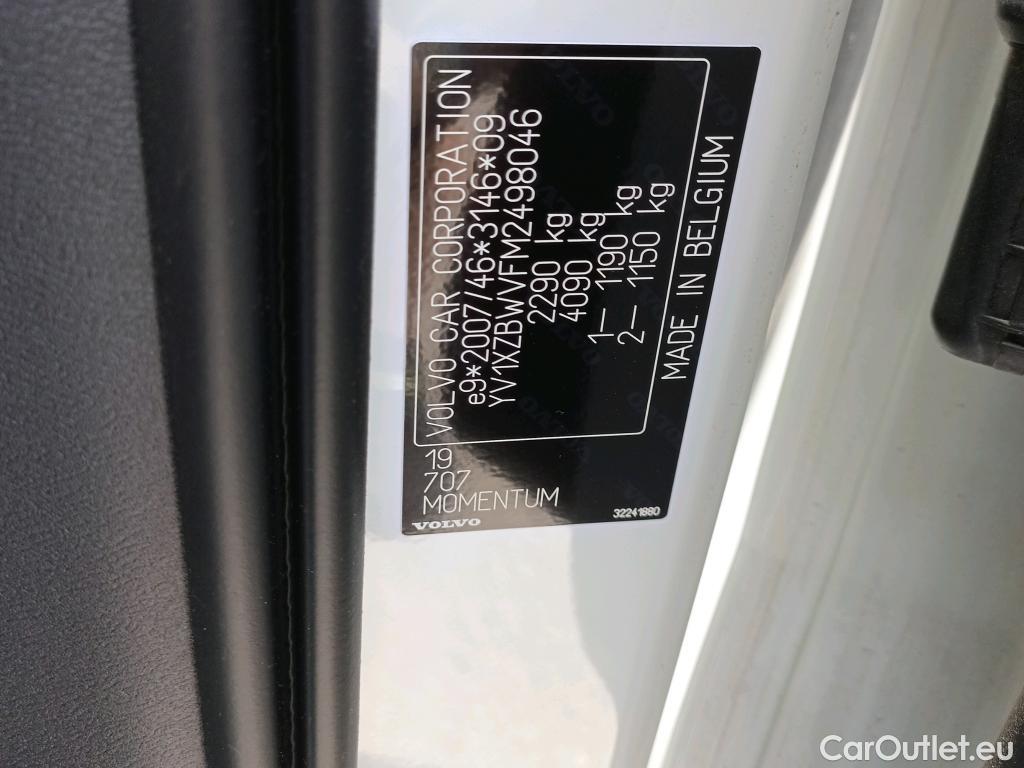 VOLVO CAR CORPORATION
e9*2007/46*3146*09
YV1XZBWVFM2498046
2290 kg
4090 kg
1— 1190 kg
2— 1150 kg
MADE IN BELGIUM
19
707
MOMENTUM
VOLVO
32241880
CarOutlet.eu